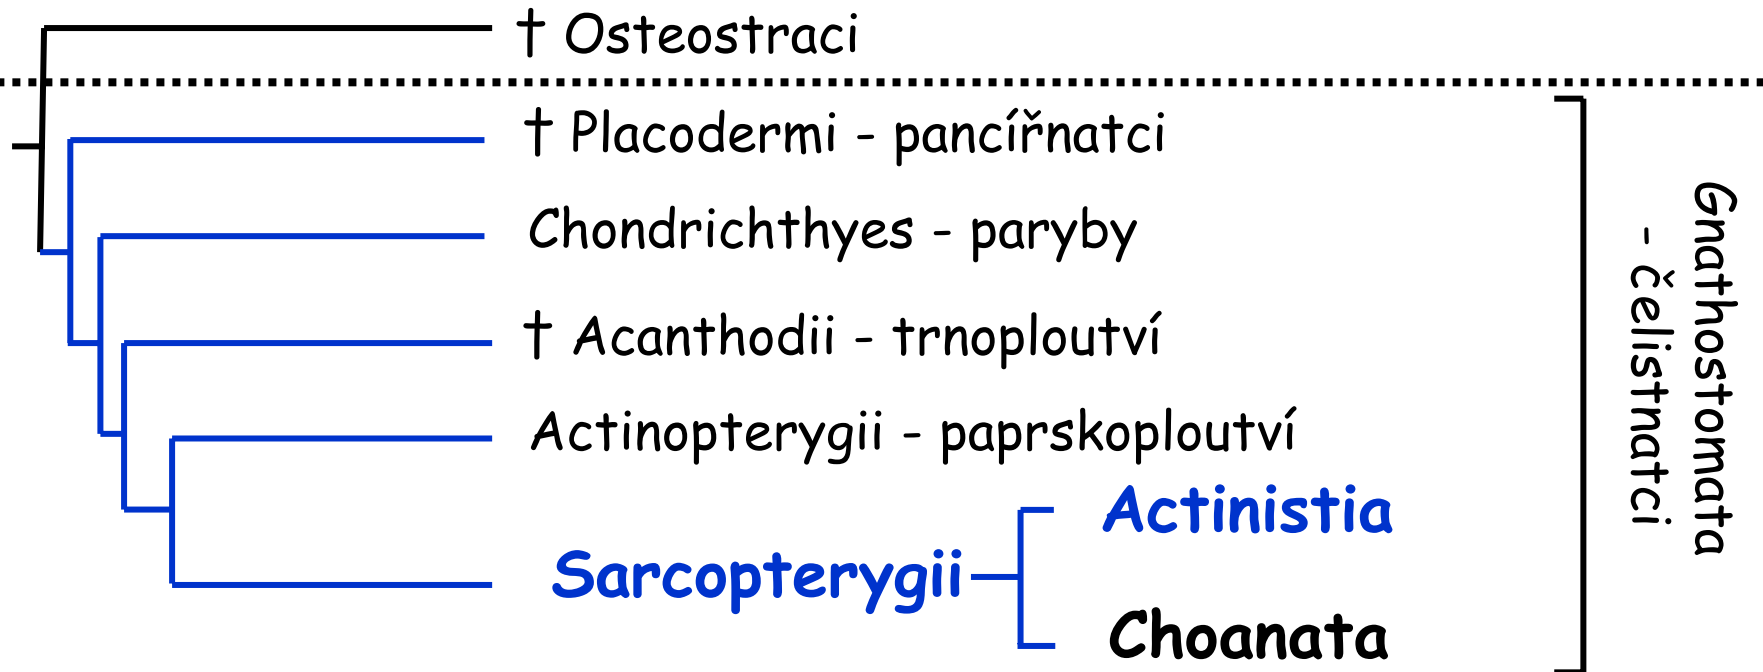 † Osteostraci
† Placodermi - pancířnatci
Chondrichthyes - paryby
† Acanthodii - trnoploutví
Actinopterygii - paprskoploutví
Actinistia
Sarcopterygii
Choanata
Gnathostomata
- čelistnatci